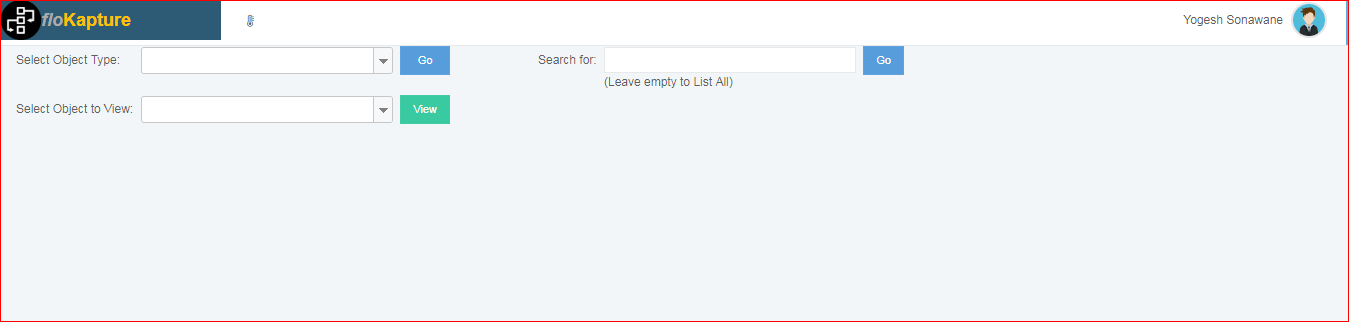 floKapture
Yogesh Sonawane
Select Object Type:
Go
Search for:
Go
(Leave empty to List All)
Select Object to View:
View